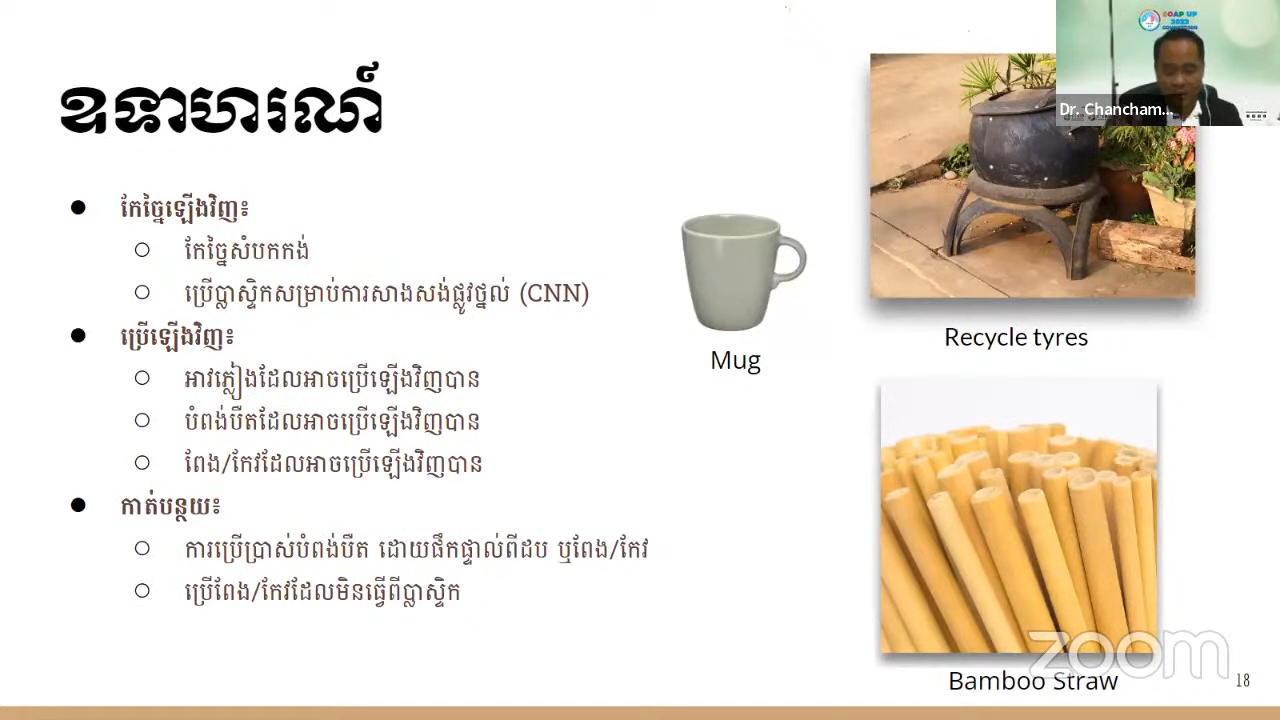 ឧទាហរណ៍
កែច្នៃឡើងវិញ៖
កែច្នៃសំបកកង់
ប្រើប្លាស្ទិកសម្រាប់ការសាងសង់ផ្លូវថ្នល់ (CNN)
ប្រើឡើងវិញ៖
អាវភ្លៀងដែលអាចប្រើឡើងវិញបាន
បំពង់បឺតដែលអាចប្រើឡើងវិញបាន
ពែង/កែវដែលអាចប្រើឡើងវិញបាន
កាត់បន្ថយ៖
ការប្រើប្រាស់បំពង់បឺត ដោយផឹកផ្ទាល់ពីដប ឬពែង/កែវ
ប្រើពែង/កែវដែលមិនធ្វើពីប្លាស្ទិក
Mug
SOAP UP
2022
Dr. Chancham...
Recycle tyres
Bamboo Straw
zoom
18